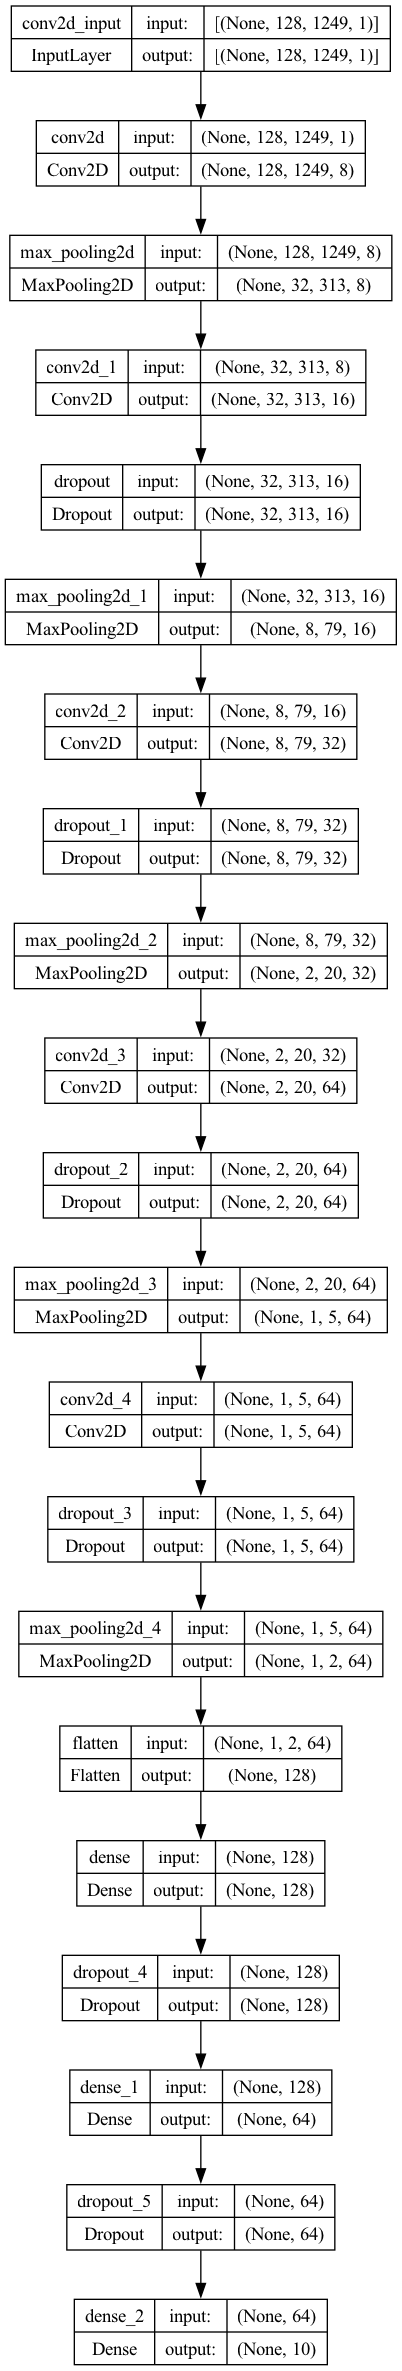 conv2d_input input: [(None, 128, 1249, 1)]
InputLayer output: [(None, 128, 1249, 1)]
conv2d input: (None, 128, 1249, 1)
Conv2D output: (None, 128, 1249, 8)
max_pooling2d input: (None, 128, 1249, 8)
MaxPooling2D output: (None, 32, 313, 8)
conv2d_1 input: (None, 32, 313, 8)
Conv2D output: (None, 32, 313, 16)
dropout input: (None, 32, 313, 16)
Dropout output: (None, 32, 313, 16)
max_pooling2d_1 input: (None, 32, 313, 16)
MaxPooling2D output: (None, 8, 79, 16)
conv2d_2 input: (None, 8, 79, 16)
Conv2D output: (None, 8, 79, 32)
dropout_1 input: (None, 8, 79, 32)
Dropout output: (None, 8, 79, 32)
max_pooling2d_2 input: (None, 8, 79, 32)
MaxPooling2D output: (None, 2, 20, 32)
conv2d_3 input: (None, 2, 20, 32)
Conv2D output: (None, 2, 20, 64)
dropout_2 input: (None, 2, 20, 64)
Dropout output: (None, 2, 20, 64)
max_pooling2d_3 input: (None, 2, 20, 64)
MaxPooling2D output: (None, 1, 5, 64)
conv2d_4 input: (None, 1, 5, 64)
Conv2D output: (None, 1, 5, 64)
dropout_3 input: (None, 1, 5, 64)
Dropout output: (None, 1, 5, 64)
max_pooling2d_4 input: (None, 1, 5, 64)
MaxPooling2D output: (None, 1, 2, 64)
flatten input: (None, 1, 2, 64)
Flatten output: (None, 128)
dense input: (None, 128)
Dense output: (None, 128)
dropout_4 input: (None, 128)
Dropout output: (None, 128)
dense_1 input: (None, 128)
Dense output: (None, 64)
dropout_5 input: (None, 64)
Dropout output: (None, 64)
dense_2 input: (None, 64)
Dense output: (None, 10)